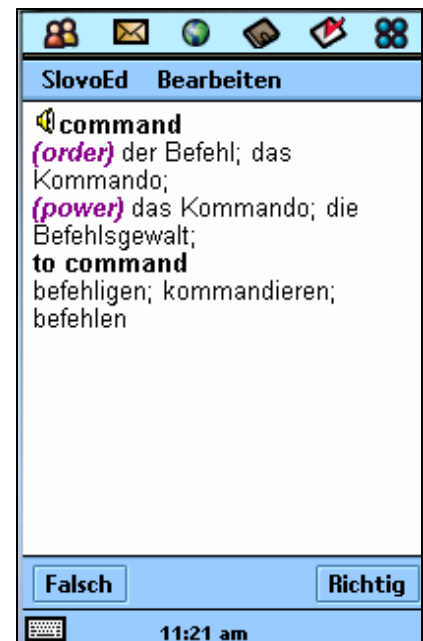 SlovoEd Bearbeiten
command
(order) der Befehl; das
Kommando;
(power) das Kommando; die
Befehlsgewalt;
to command
befehligen; kommandieren;
befehlen
Falsch Richtig
11:21 am